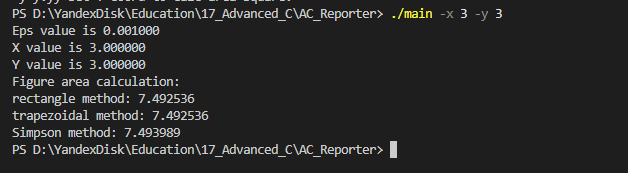 PS D:\YandexDisk\Education\17_Advanced_C\AC_Reporter> ./main -x 3 -y 3
Eps value is 0.001000
X value is 3.000000
Y value is 3.000000
Figure area calculation:
rectangle method: 7.492536
trapezoidal method: 7.492536
Simpson method: 7.493989
PS D:\YandexDisk\Education\17_Advanced_C\AC_Reporter>